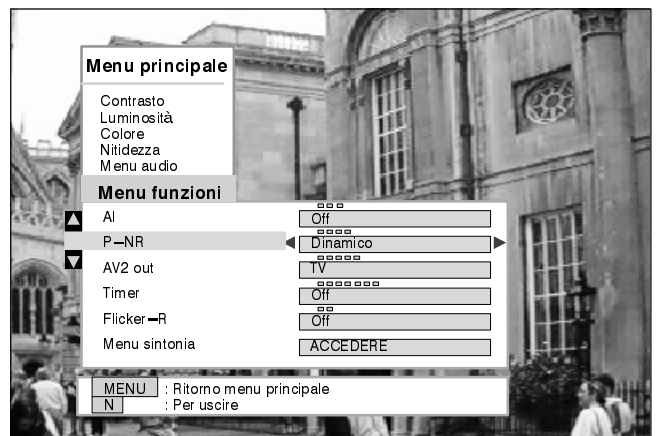 Menu principale
Contrasto
Luminosità
Colore
Nitidezza
Menu audio
Menu funzioni
AI Off
P–NR Dinamico
AV2 out TV
Timer Off
Flicker–R Off
Menu sintonia ACCEDERE
MENU : Ritorno menu principale
N : Per uscire